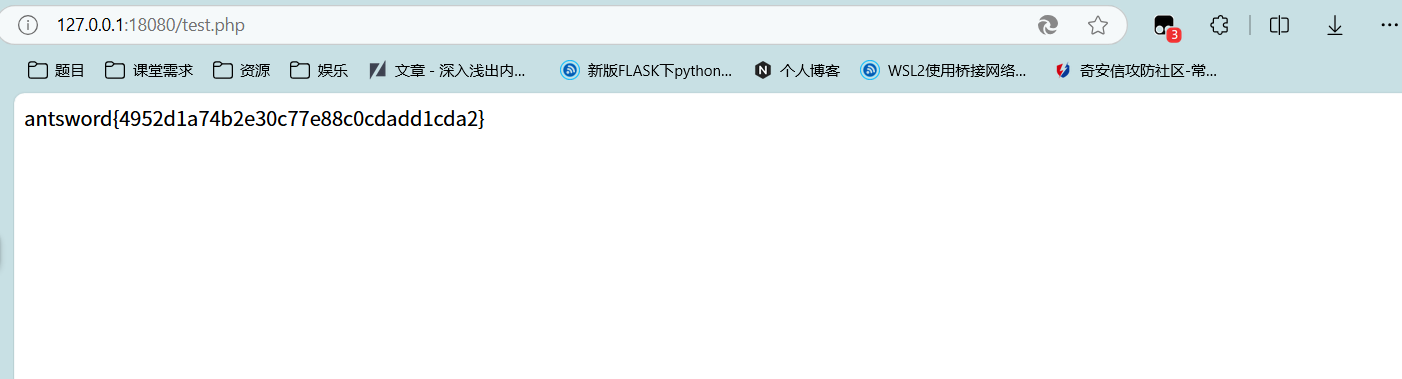 127.0.0.1:18080/test.php
3
题目 课堂需求 资源 娱乐 文章 - 深入浅出内... 新版FLASK下python... 个人博客 WSL2使用桥接网络... 奇安信攻防社区-常...
antsword{4952d1a74b2e30c77e88c0cdadd1cda2}